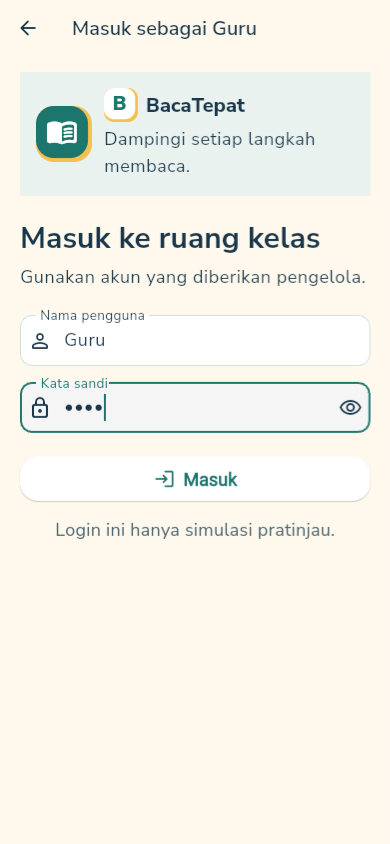 Masuk sebagai Guru
B BacaTepat
Dampingi setiap langkah
membaca.
Masuk ke ruang kelas
Gunakan akun yang diberikan pengelola.
Nama pengguna
Guru
Kata sandi
••••
Masuk
Login ini hanya simulasi pratinjau.